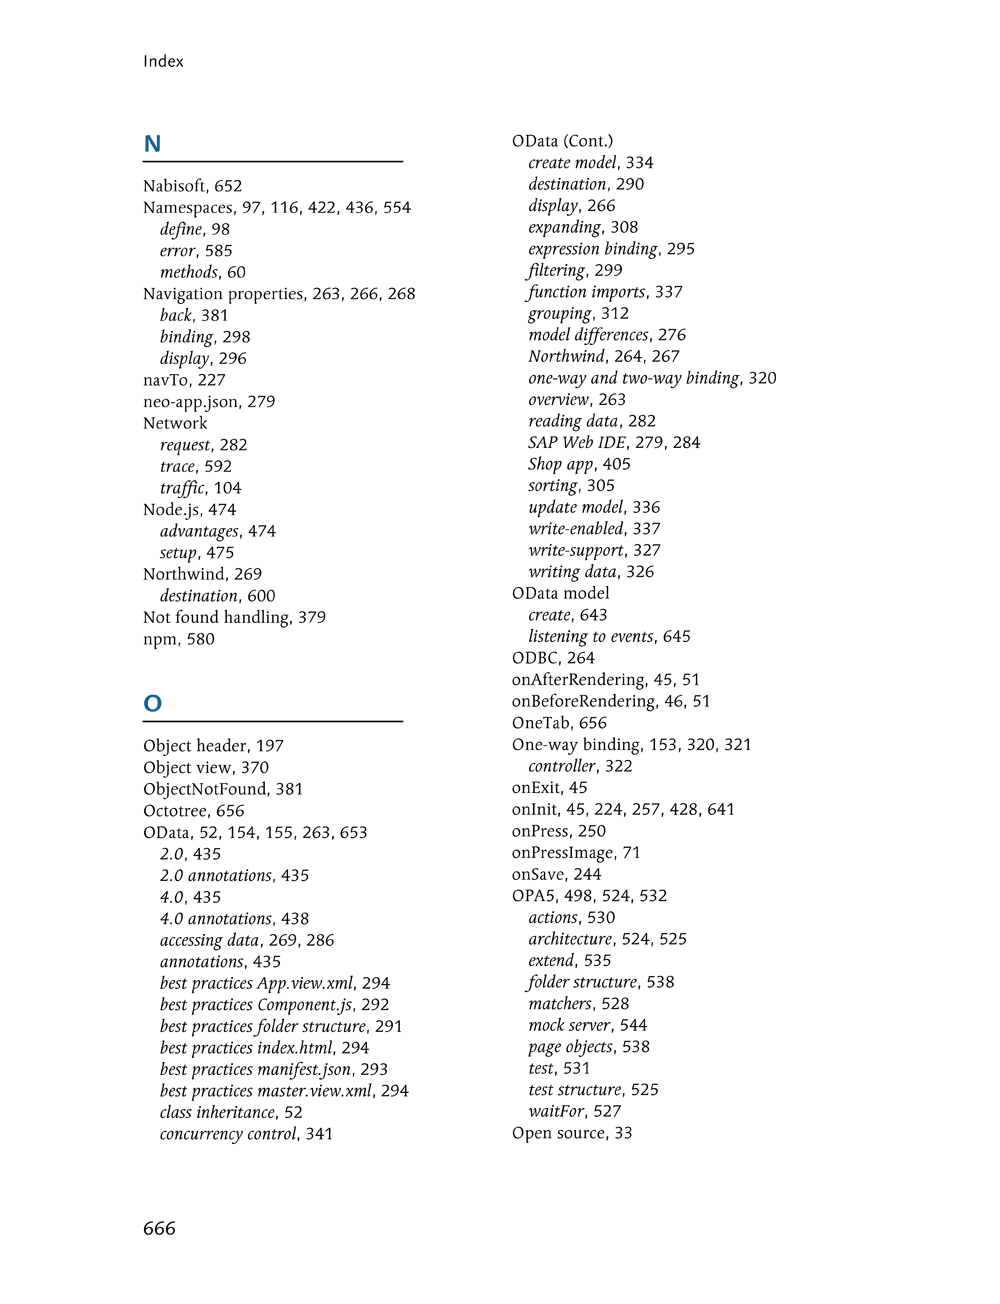 Index
N
Nabisoft, 652
Namespaces, 97, 116, 422, 436, 554
define, 98
error, 585
methods, 60
Navigation properties, 263, 266, 268
back, 381
binding, 298
display, 296
navTo, 227
neo-app.json, 279
Network
request, 282
trace, 592
traffic, 104
Node.js, 474
advantages, 474
setup, 475
Northwind, 269
destination, 600
Not found handling, 379
npm, 580
O
Object header, 197
Object view, 370
ObjectNotFound, 381
Octotree, 656
OData, 52, 154, 155, 263, 653
2.0, 435
2.0 annotations, 435
4.0, 435
4.0 annotations, 438
accessing data, 269, 286
annotations, 435
best practices App.view.xml, 294
best practices Component.js, 292
best practices folder structure, 291
best practices index.html, 294
best practices manifest.json, 293
best practices master.view.xml, 294
class inheritance, 52
concurrency control, 341
OData (Cont.)
create model, 334
destination, 290
display, 266
expanding, 308
expression binding, 295
filtering, 299
function imports, 337
grouping, 312
model differences, 276
Northwind, 264, 267
one-way and two-way binding, 320
overview, 263
reading data, 282
SAP Web IDE, 279, 284
Shop app, 405
sorting, 305
update model, 336
write-enabled, 337
write-support, 327
writing data, 326
OData model
create, 643
listening to events, 645
ODBC, 264
onAfterRendering, 45, 51
onBeforeRendering, 46, 51
OneTab, 656
One-way binding, 153, 320, 321
controller, 322
onExit, 45
onInit, 45, 224, 257, 428, 641
onPress, 250
onPressImage, 71
onSave, 244
OPA5, 498, 524, 532
actions, 530
architecture, 524, 525
extend, 535
folder structure, 538
matchers, 528
mock server, 544
page objects, 538
test, 531
test structure, 525
waitFor, 527
Open source, 33
666